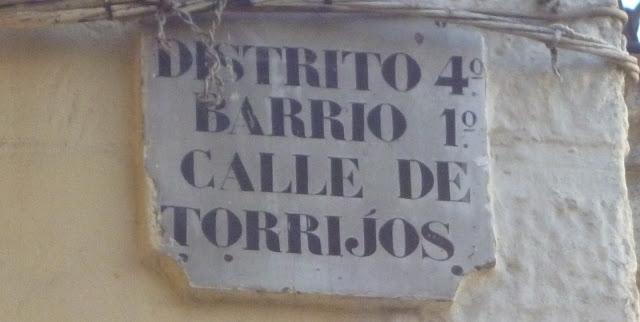 DISTRITO 4º.
BARRIO 1º.
CALLE DE
TORRIJOS